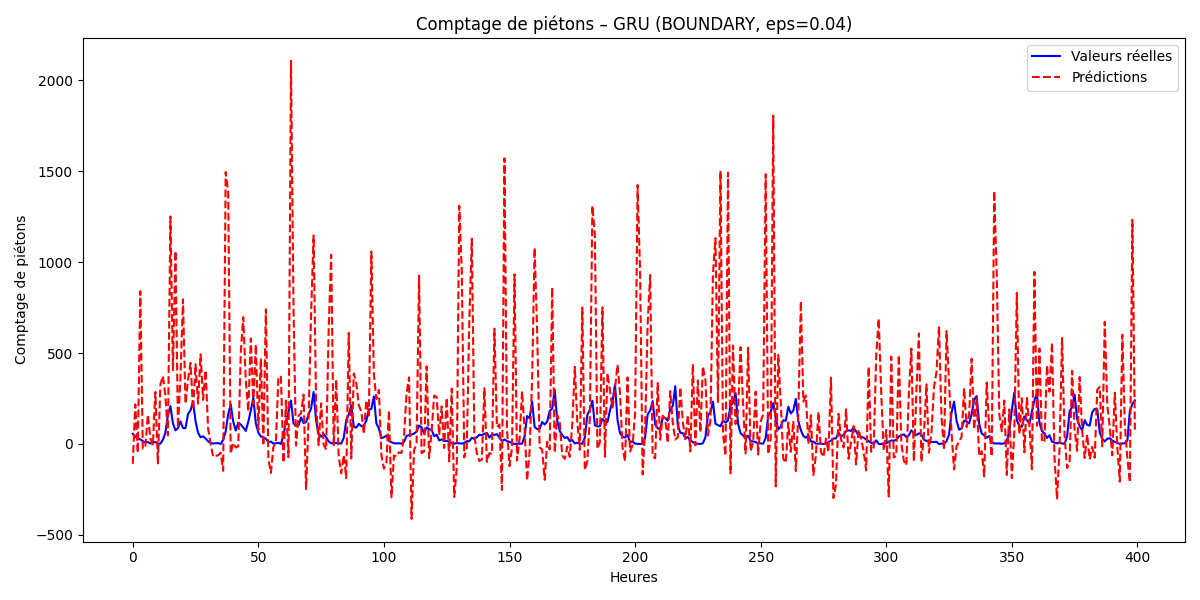 Comptage de piétons – GRU (BOUNDARY, eps=0.04)
Valeurs réelles
Prédictions
Comptage de piétons
2000
1500
1000
500
0
−500
0 50 100 150 200 250 300 350 400
Heures